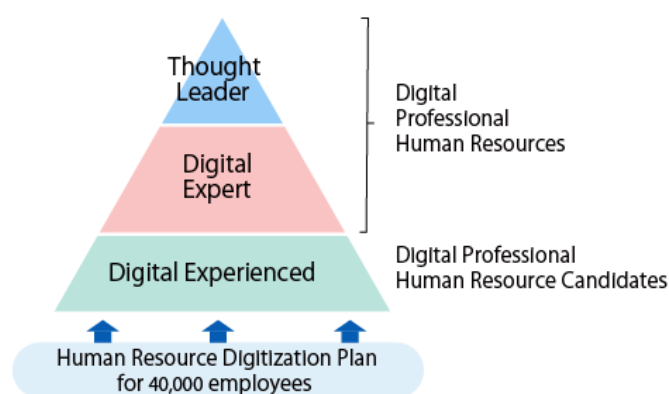 Thought
Leader
Digital
Professional
Human Resources
Digital
Expert
Digital Experienced
Digital Professional
Human Resource Candidates
Human Resource Digitization Plan
for 40,000 employees